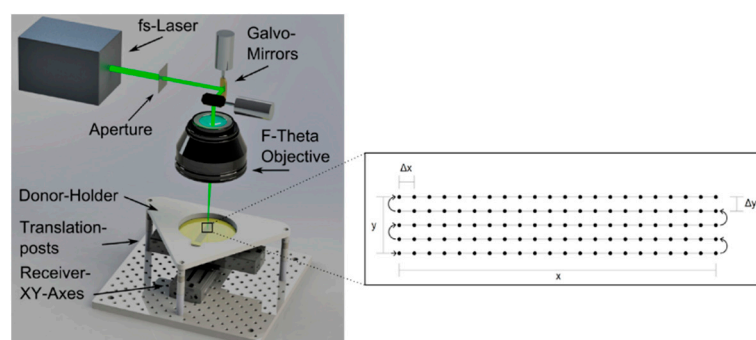 fs-Laser
Galvo-
Mirrors
Aperture
F-Theta
Objective
Donor-Holder
Translation-
posts
Receiver-
XY-Axes
Δx
y
Δy
x